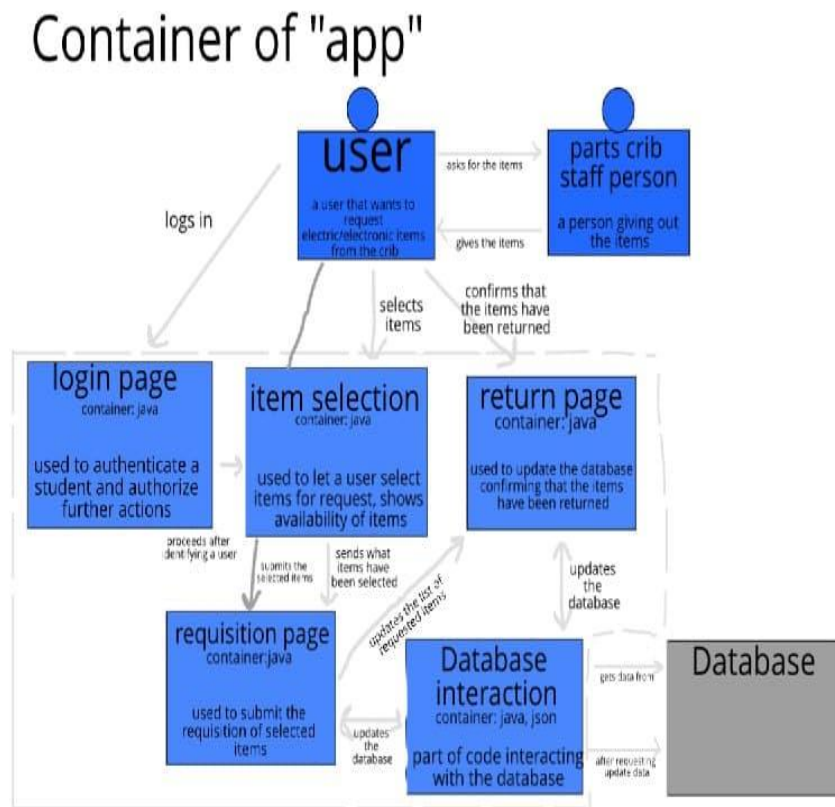 Container of "app"
user
a user that wants to
request
electric/electronic items
from the crib
asks for the items
gives the items
parts crib
staff person
a person giving out
the items
logs in
selects
items
confirms that
the items have
been returned
login page
container: java
used to authenticate a
student and authorize
further actions
item selection
container: java
used to let a user select
items for request, shows
availability of items
return page
container: java
used to update the database
confirming that the items
have been returned
proceeds after
identifying a user
submits the
selected items
sends what
items have
been selected
updates the list of
requested items
updates
the
database
requisition page
container:java
used to submit the
requisition of selected
items
updates
the
database
Database
interaction
container: java, json
part of code interacting
with the database
gets data from
after requesting
update data
Database